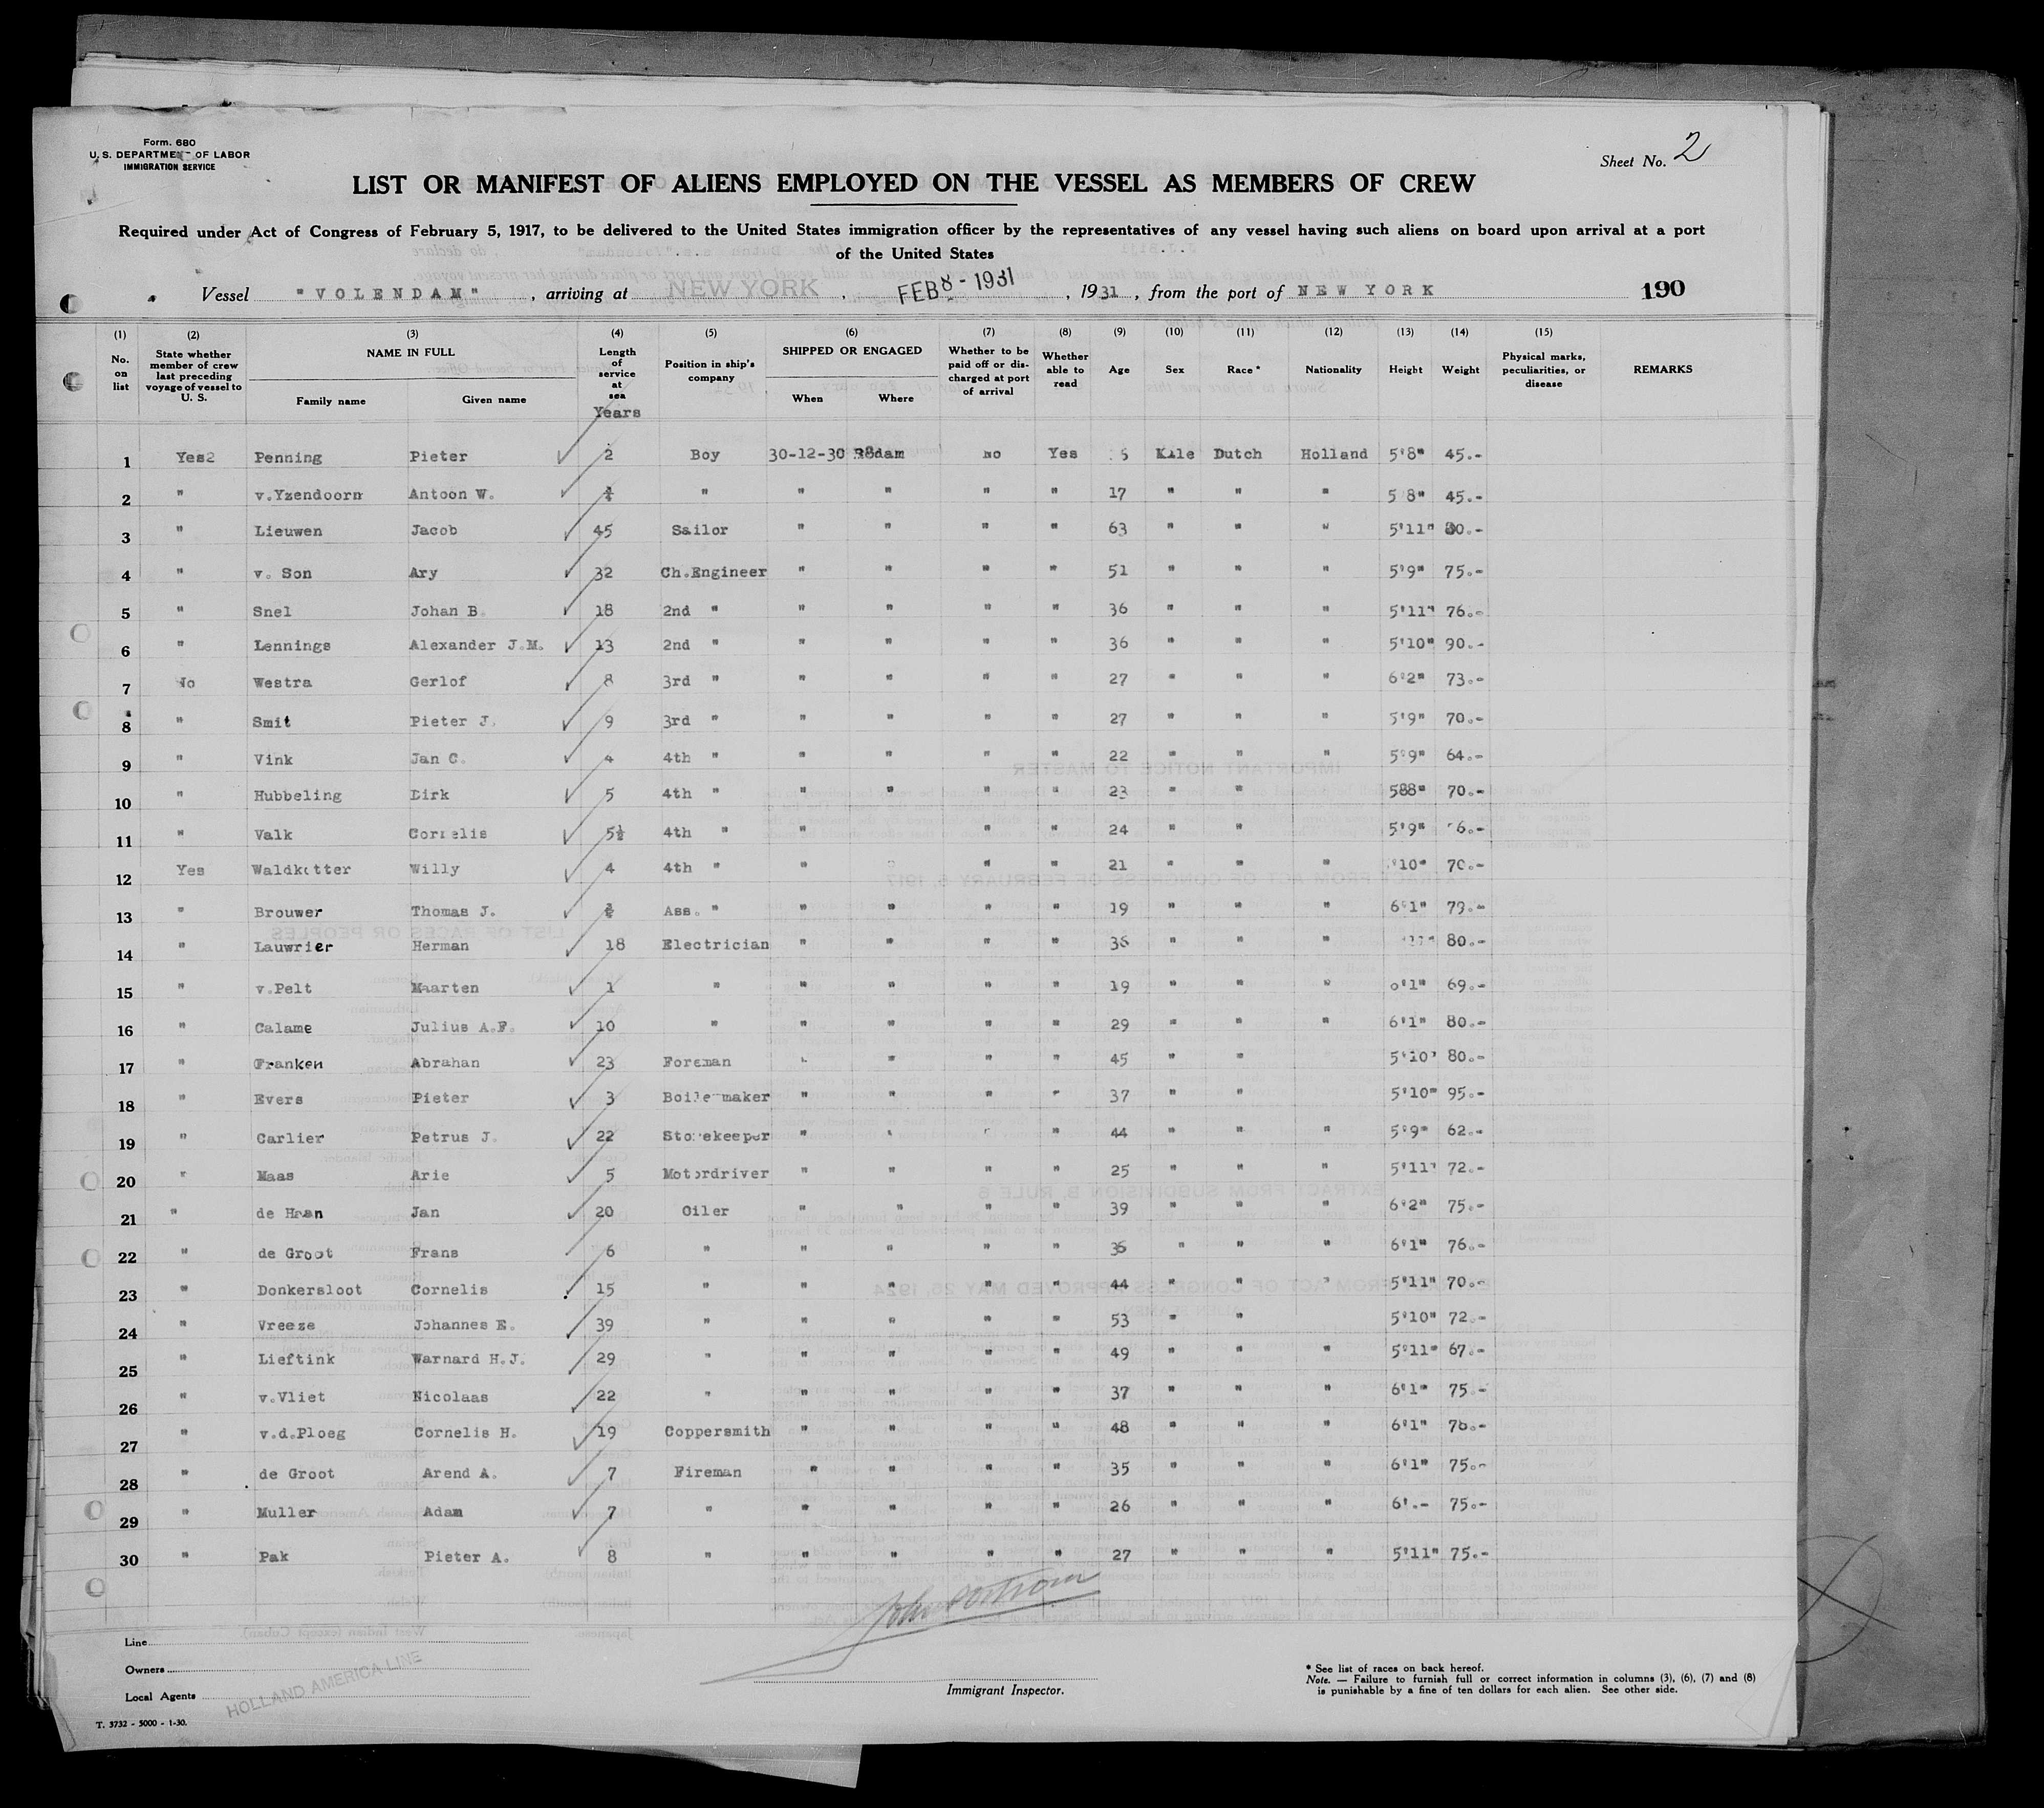 Form. 680
U. S. DEPARTMENT OF LABOR
IMMIGRATION SERVICE
Sheet No. 2
LIST OR MANIFEST OF ALIENS EMPLOYED ON THE VESSEL AS MEMBERS OF CREW
Required under Act of Congress of February 5, 1917, to be delivered to the United States immigration officer by the representatives of any vessel having such aliens on board upon arrival at a port
of the United States
Vessel "VOLENDAM", arriving at NEW YORK, FEB 8 - 1931, 1931, from the port of NEW YORK 190
(1) (2) (3) (4) (5) (6) (7) (8) (9) (10) (11) (12) (13) (14) (15)
No. on list State whether member of crew last preceding voyage of vessel to U. S. NAME IN FULL Family name Given name Length of service at sea Years Position in ship's company SHIPPED OR ENGAGED When Where Whether to be paid off or discharged at port of arrival Whether able to read Age Sex Race * Nationality Height Weight Physical marks, peculiarities, or disease REMARKS
1 Yes2 Penning Pieter 2 Boy 30-12-30 R8dam No Yes Male Dutch Holland 5'8" 45.-
2 " v.Yzendoorn Antoon W. " " " " " 17 " " " 5 8" 45.-
3 " Lieuwen Jacob 45 Sailor " " " " 63 " " " 5'11"
4 " v. Son Ary 32 Ch.Engineer " " " " 51 " " " 5'9" 75.-
5 " Snel Johan B. 18 2nd " " " " " 36 " " " 5'11" 76.-
6 " Lennings Alexander J.M. 13 2nd " " " " " 36 " " " 5'10" 90.-
7 No Westra Gerlof 8 3rd " " " " " 27 " " " 6'2" 73.-
8 " Smit Pieter J. 9 3rd " " " " " 27 " " " 5'9" 70.-
9 " Vink Jan C. 4 4th " " " " " 22 " " " 5'9" 64.-
10 " Hubbeling Dirk 5 4th " " " " " 23 " " " 588" 70.-
11 " Valk Cornelis 5½ 4th " " " " " 24 " " 5'9"
12 Yes Waldkotter Willy 4 4th " " " " " 21 " " " 70.-
13 " Brouwer Thomas J. Ass. " " " " " 19 " " " 6'1"
14 " Lauwrier Herman 18 Electrician " " " " " " " 80.-
15 " v.Pelt Maarten 1 " " " " " 19 " " " 69.-
16 " Calame Julius A.F. 10 " " " " " 29 " " " 6'1" 80.-
17 " Franken Abrahan 23 Foreman " " " " 45 " " 5'10" 80.-
18 " Evers Pieter 3 Boilermaker " " " " 37 " " 5'10" 95.-
19 " Carlier Petrus J. 22 Storekeeper " " " " 44 " " " 5'9" 62.-
20 " Maas Arie 5 Motordriver " " " " 25 " " " 5'11" 72.-
21 " de Haan Jan 20 Oiler " " " " 39 " " " 6'2" 75.-
22 " de Groot Frans 6 " " " " " " " " 6'1" 76.-
23 " Donkersloot Cornelis 15 " " " " " 44 " " " 5'11" 70.-
24 " Vreeze Johannes E. 39 " " " " " 53 " " 5'10" 72.-
25 " Lieftink Warnard H.J. 29 " " " " " 49 " " " 5'11" 67.-
26 " v.Vliet Nicolaas 22 " " " " " 37 " " " 6'1" 75.-
27 " v.d.Ploeg Cornelis H. 19 Coppersmith " " " " 48 " " " 6'1" 78.-
28 " de Groot Arend A. 7 Fireman " " " " 35 " " " 6'1" 75.-
29 " Muller Adam 7 " " " " " 26 " " " 6'.- 75.-
30 " Pak Pieter A. 8 " " " " " 27 " " " 5'11" 75.-
Line
Owners
Local Agents
HOLLAND AMERICA LINE
Immigrant Inspector.
* See list of races on back hereof.
Note. — Failure to furnish full or correct information in columns (3), (6), (7) and (8)
is punishable by a fine of ten dollars for each alien. See other side.
T. 3732 - 5000 - 1-30.